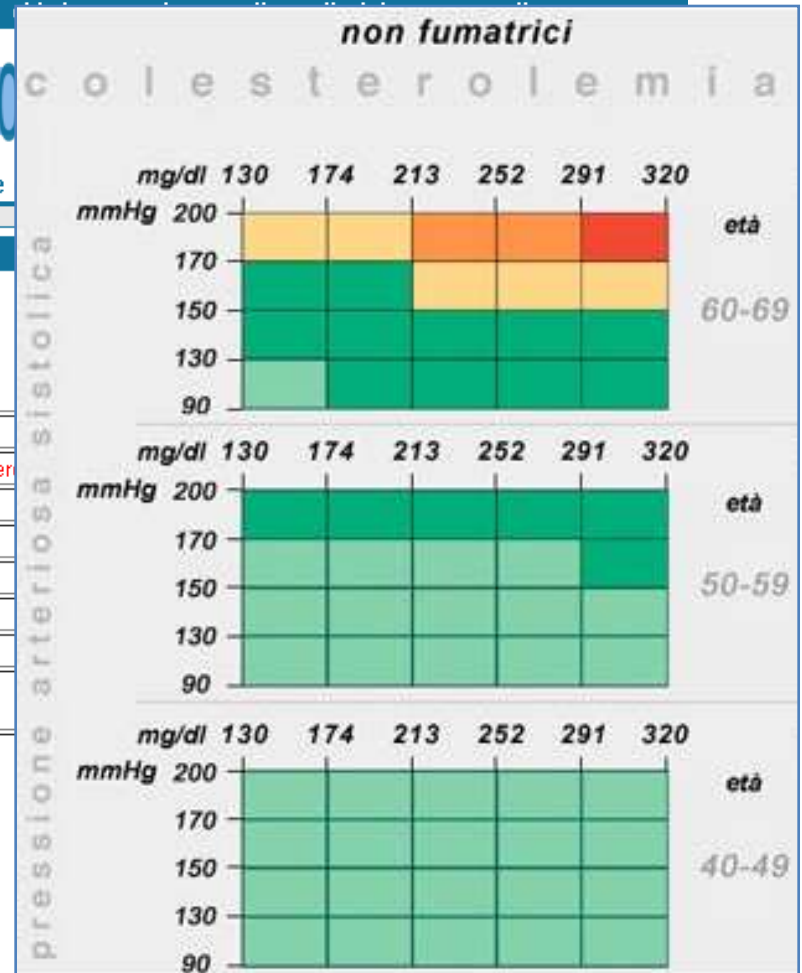 non fumatrici
colesterolemia
pressione arteriosa sistolica
mg/dl 130 174 213 252 291 320
mmHg 200
170
150
130
90
età
60-69
mg/dl 130 174 213 252 291 320
mmHg 200
170
150
130
90
età
50-59
mg/dl 130 174 213 252 291 320
mmHg 200
170
150
130
90
età
40-49